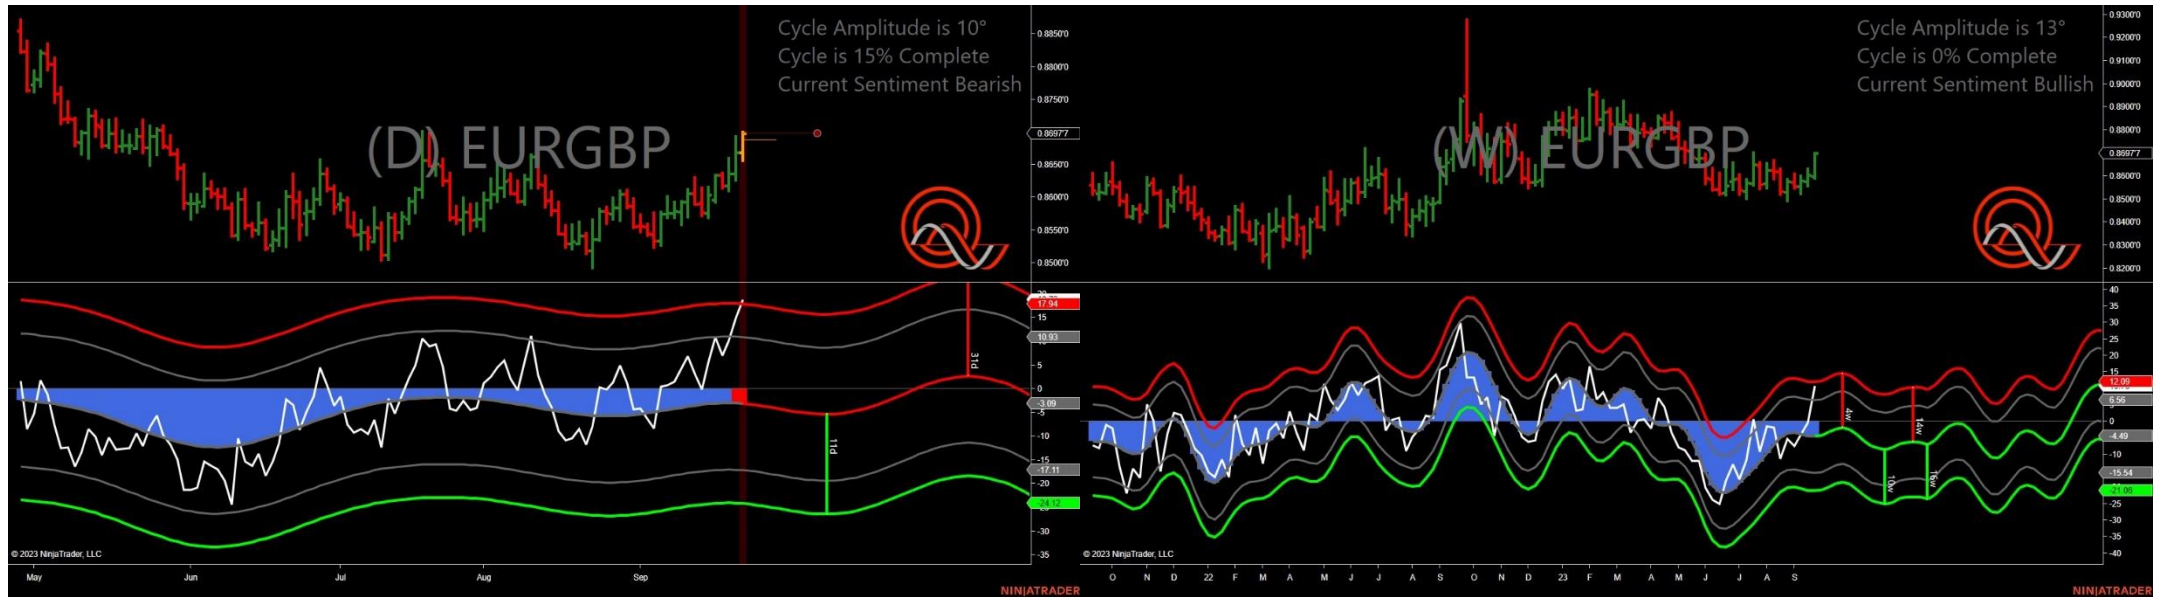 Cycle Amplitude is 10°
Cycle is 15% Complete
Current Sentiment Bearish
(D) EURGBP
0.8850'0
0.8800'0
0.8750'0
0.8697'7
0.8650'0
0.8600'0
0.8550'0
0.8500'0
20
17.94
15
10.93
5
0
-3.09
-5
-10
-15
-17.11
-20
-24.12
-30
-35
31d
11d
© 2023 NinjaTrader, LLC
May
Jun
Jul
Aug
Sep
NINJATRADER
Cycle Amplitude is 13°
Cycle is 0% Complete
Current Sentiment Bullish
(W) EURGBP
0.9300'0
0.9200'0
0.9100'0
0.9000'0
0.8900'0
0.8800'0
0.8697'7
0.8600'0
0.8500'0
0.8400'0
0.8300'0
0.8200'0
40
35
30
25
20
15
12.09
6.56
0
-4.49
-10
-15.54
-21.06
-25
-30
-35
-40
4w
14w
10w
16w
© 2023 NinjaTrader, LLC
O N D 22 F M A M J J A S O N D 23 F M A M J J A S
NINJATRADER